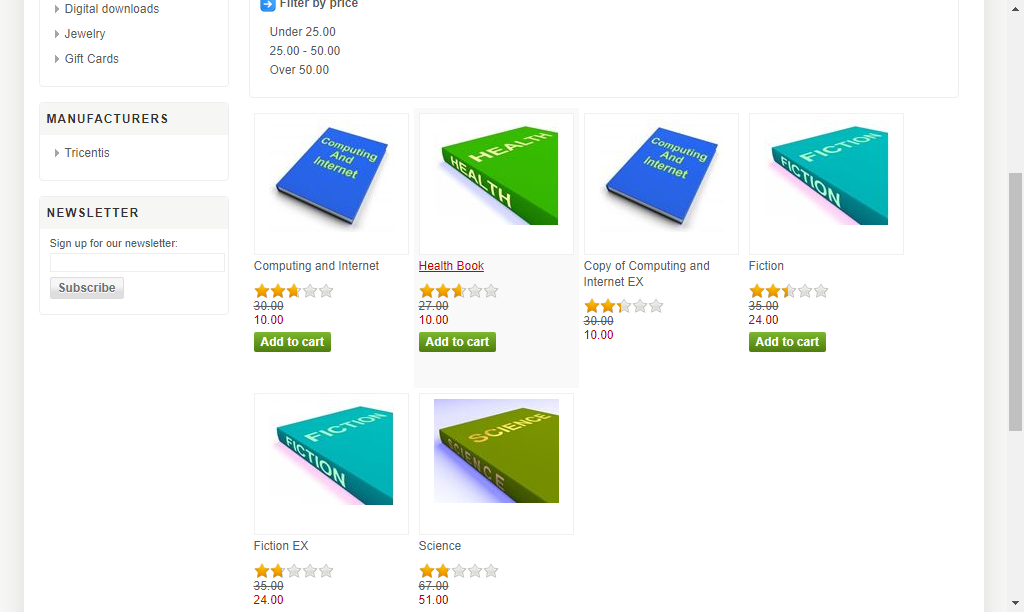 Digital downloads
Jewelry
Gift Cards
MANUFACTURERS
Tricentis
NEWSLETTER
Sign up for our newsletter:
Subscribe
Filter by price
Under 25.00
25.00 - 50.00
Over 50.00
Computing
And
Internet
Computing and Internet
30.00
10.00
Add to cart
HEALTH
HEALTH
Health Book
27.00
10.00
Add to cart
Computing
And
Internet
Copy of Computing and
Internet EX
30.00
10.00
FICTION
FICTION
Fiction
35.00
24.00
Add to cart
FICTION
FICTION
Fiction EX
35.00
24.00
SCIENCE
SCIENCE
Science
67.00
51.00